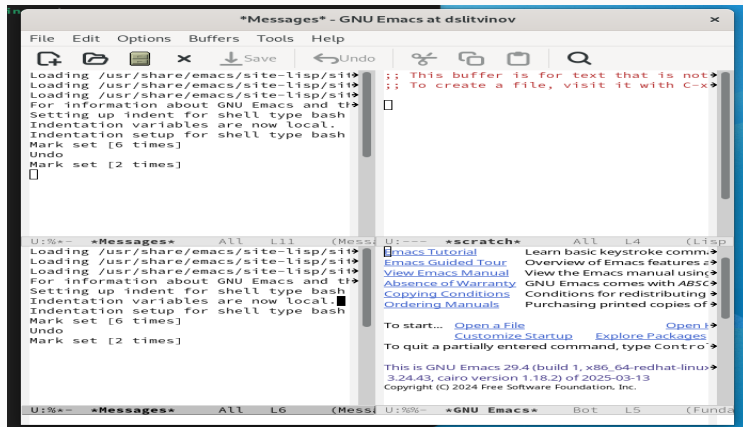 *Messages* - GNU Emacs at dslitvinov
File Edit Options Buffers Tools Help
Save Undo
Loading /usr/share/emacs/site-lisp/sit
Loading /usr/share/emacs/site-lisp/sit
Loading /usr/share/emacs/site-lisp/sit
For information about GNU Emacs and th
Setting up indent for shell type bash
Indentation variables are now local.
Indentation setup for shell type bash
Mark set [6 times]
Undo
Mark set [2 times]
U:%*- *Messages* All L11 (Mess
;; This buffer is for text that is not
;; To create a file, visit it with C-x
U:--- *scratch* All L4 (Lisp
Loading /usr/share/emacs/site-lisp/sit
Loading /usr/share/emacs/site-lisp/sit
Loading /usr/share/emacs/site-lisp/sit
For information about GNU Emacs and th
Setting up indent for shell type bash
Indentation variables are now local.
Indentation setup for shell type bash
Mark set [6 times]
Undo
Mark set [2 times]
U:%*- *Messages* All L6 (Mess
Emacs Tutorial Learn basic keystroke comm
Emacs Guided Tour Overview of Emacs features
View Emacs Manual View the Emacs manual using
Absence of Warranty GNU Emacs comes with ABSO
Copying Conditions Conditions for redistributing
Ordering Manuals Purchasing printed copies of
To start... Open a File Open
Customize Startup Explore Packages
To quit a partially entered command, type Contro
This is GNU Emacs 29.4 (build 1, x86_64-redhat-linux
3.24.43, cairo version 1.18.2) of 2025-03-13
Copyright (C) 2024 Free Software Foundation, Inc.
U:%%- *GNU Emacs* Bot L5 (Funda